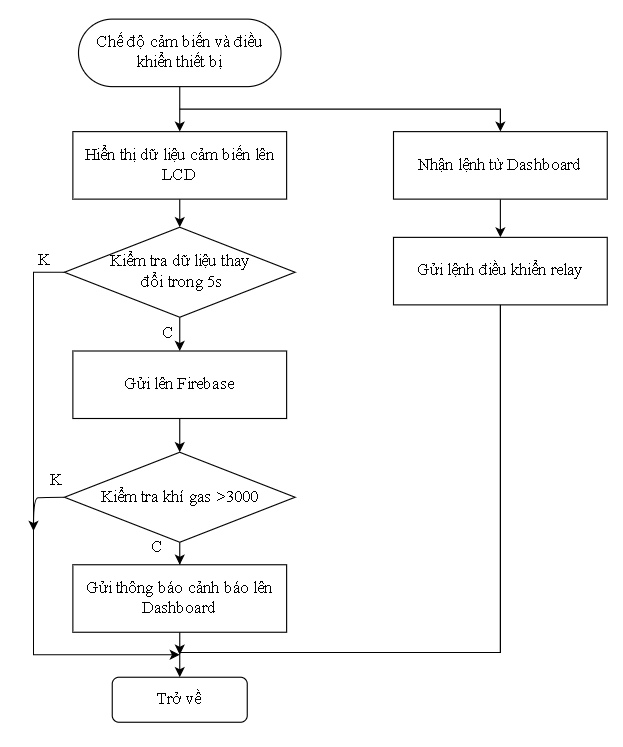 Chế độ cảm biến và điều
khiển thiết bị
Hiển thị dữ liệu cảm biến lên
LCD
Nhận lệnh từ Dashboard
Kiểm tra dữ liệu thay
đổi trong 5s
K
Gửi lệnh điều khiển relay
C
Gửi lên Firebase
K
Kiểm tra khí gas >3000
C
Gửi thông báo cảnh báo lên
Dashboard
Trở về